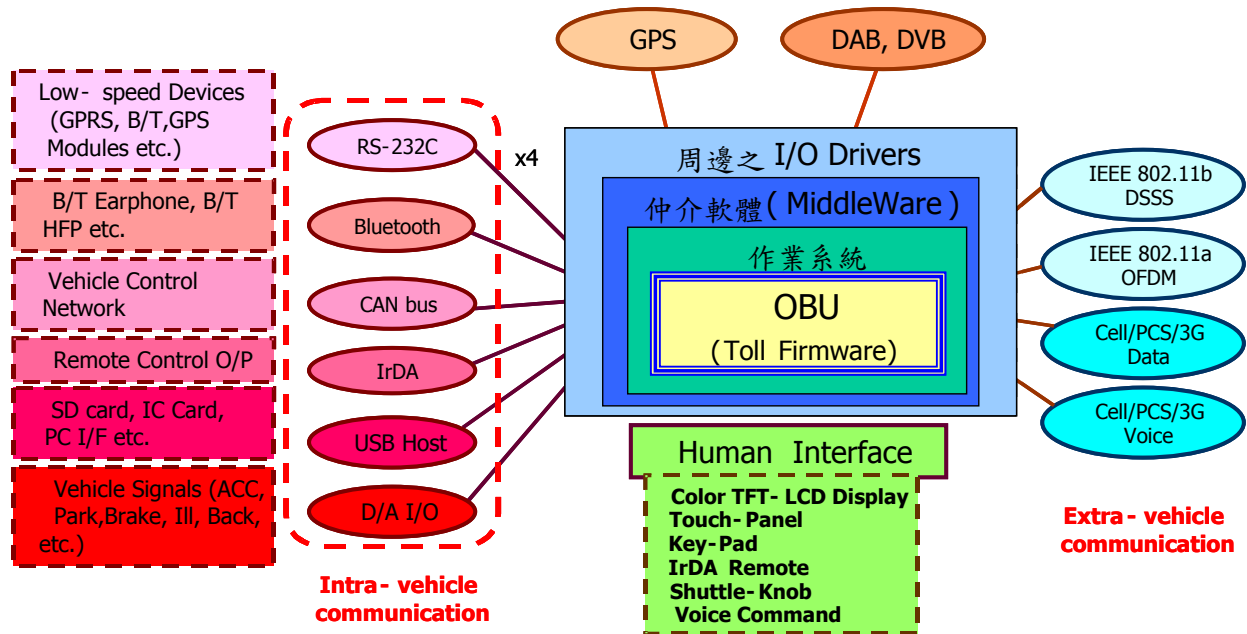 GPS
DAB, DVB
Low- speed Devices
(GPRS, B/T,GPS
Modules etc.)
B/T Earphone, B/T
HFP etc.
Vehicle Control
Network
Remote Control O/P
SD card, IC Card,
PC I/F etc.
Vehicle Signals (ACC,
Park,Brake, Ill, Back,
etc.)
RS-232C
x4
Bluetooth
CAN bus
IrDA
USB Host
D/A I/O
Intra- vehicle
communication
周邊之 I/O Drivers
仲介軟體( MiddleWare )
作業系統
OBU
(Toll Firmware)
Human Interface
Color TFT- LCD Display
Touch-Panel
Key-Pad
IrDA Remote
Shuttle-Knob
Voice Command
IEEE 802.11b
DSSS
IEEE 802.11a
OFDM
Cell/PCS/3G
Data
Cell/PCS/3G
Voice
Extra- vehicle
communication